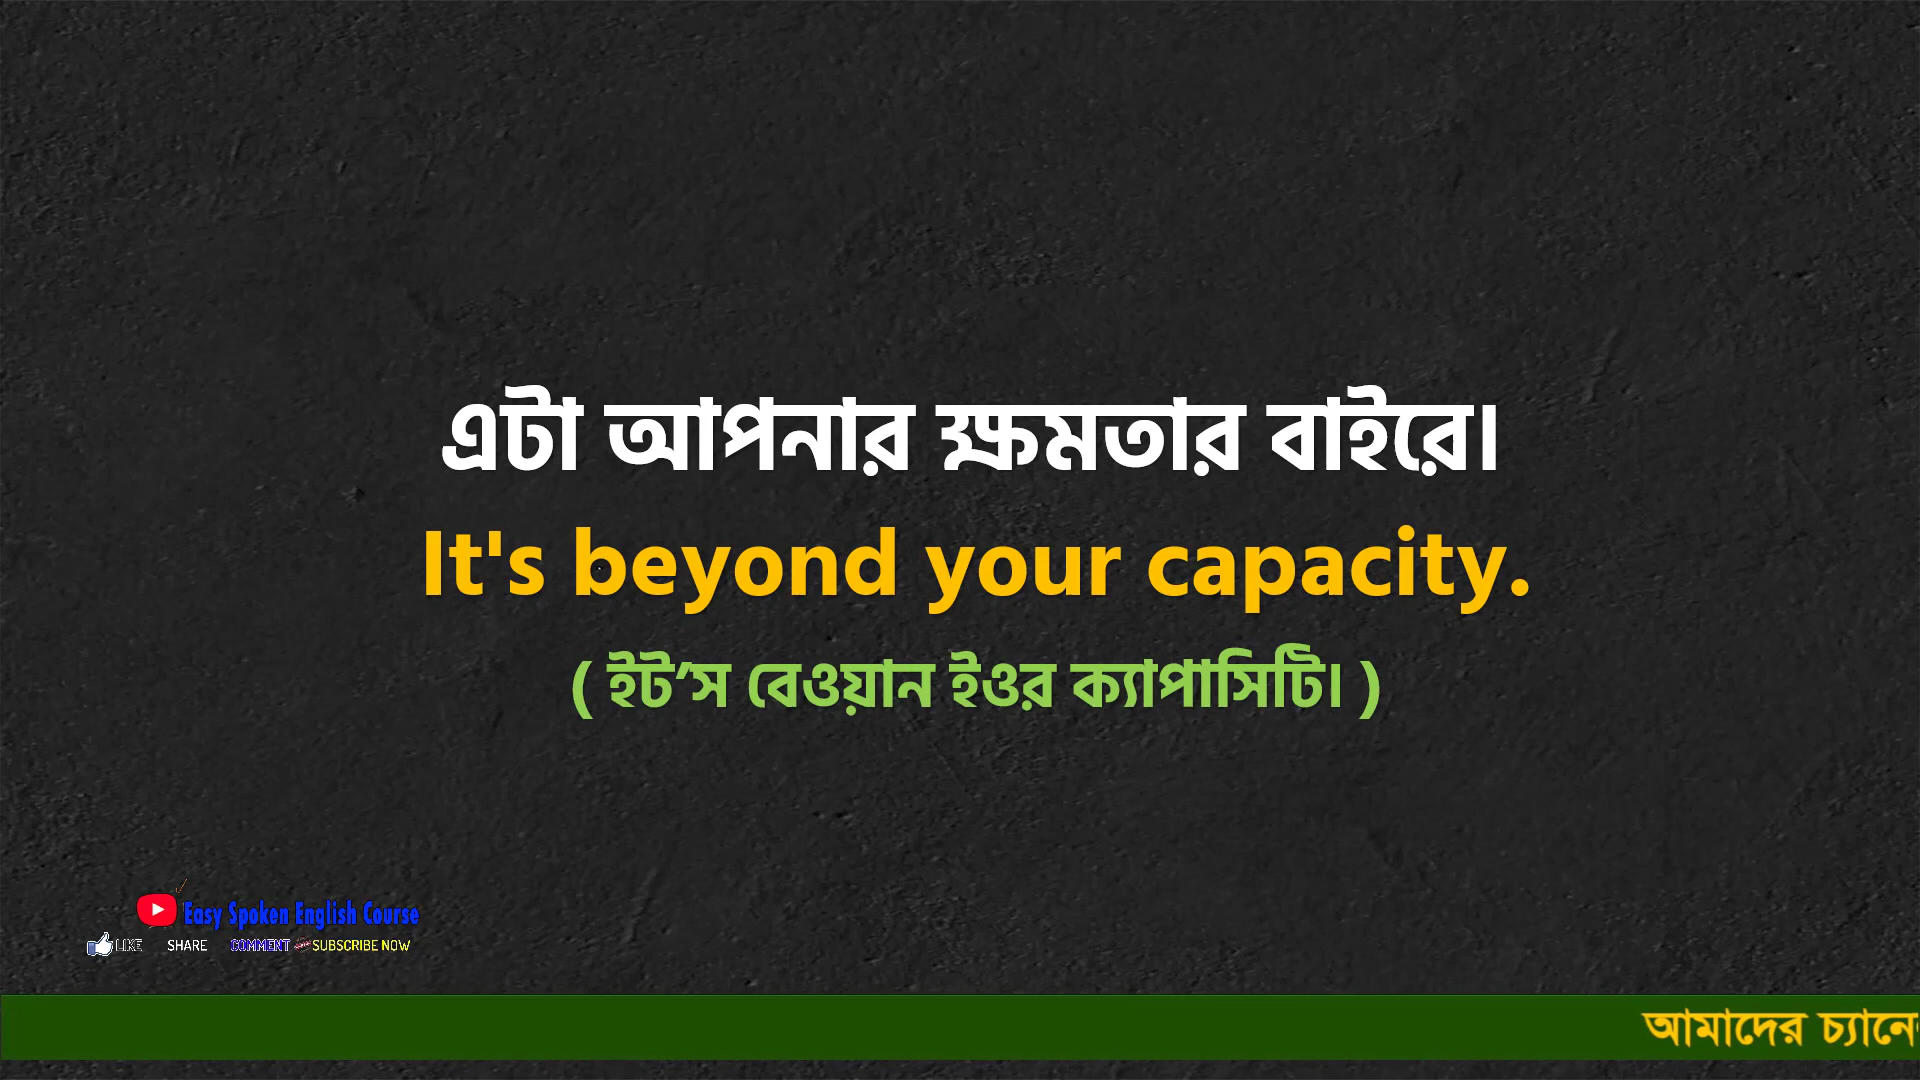 এটা আপনার ক্ষমতার বাইরে।
It's beyond your capacity.
( ইট’স বেওয়ান ইওর ক্যাপাসিটি। )
Easy Spoken English Course
LIKE SHARE COMMENT SUBSCRIBE NOW
আমাদের